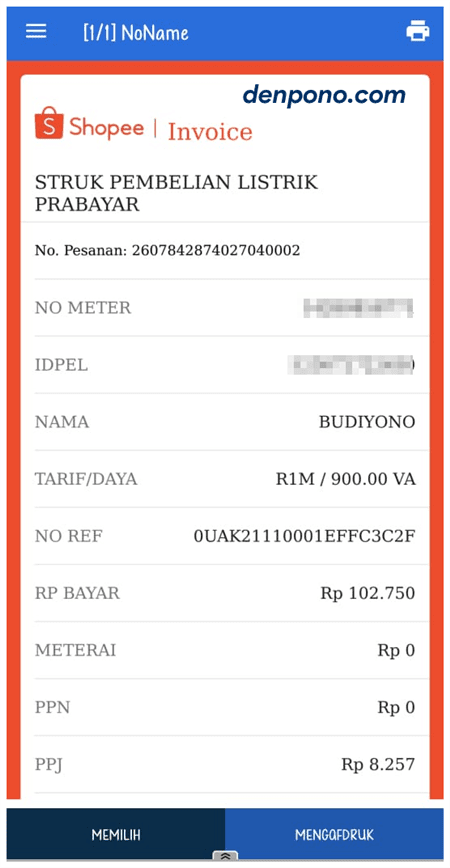 [1/1] NoName
denpono.com
S Shopee | Invoice
STRUK PEMBELIAN LISTRIK
PRABAYAR
No. Pesanan: 2607842874027040002
NO METER
IDPEL
NAMA BUDIYONO
TARIF/DAYA R1M / 900.00 VA
NO REF 0UAK21110001EFFC3C2F
RP BAYAR Rp 102.750
METERAI Rp 0
PPN Rp 0
PPJ Rp 8.257
MEMILIH MENGAFDRUK